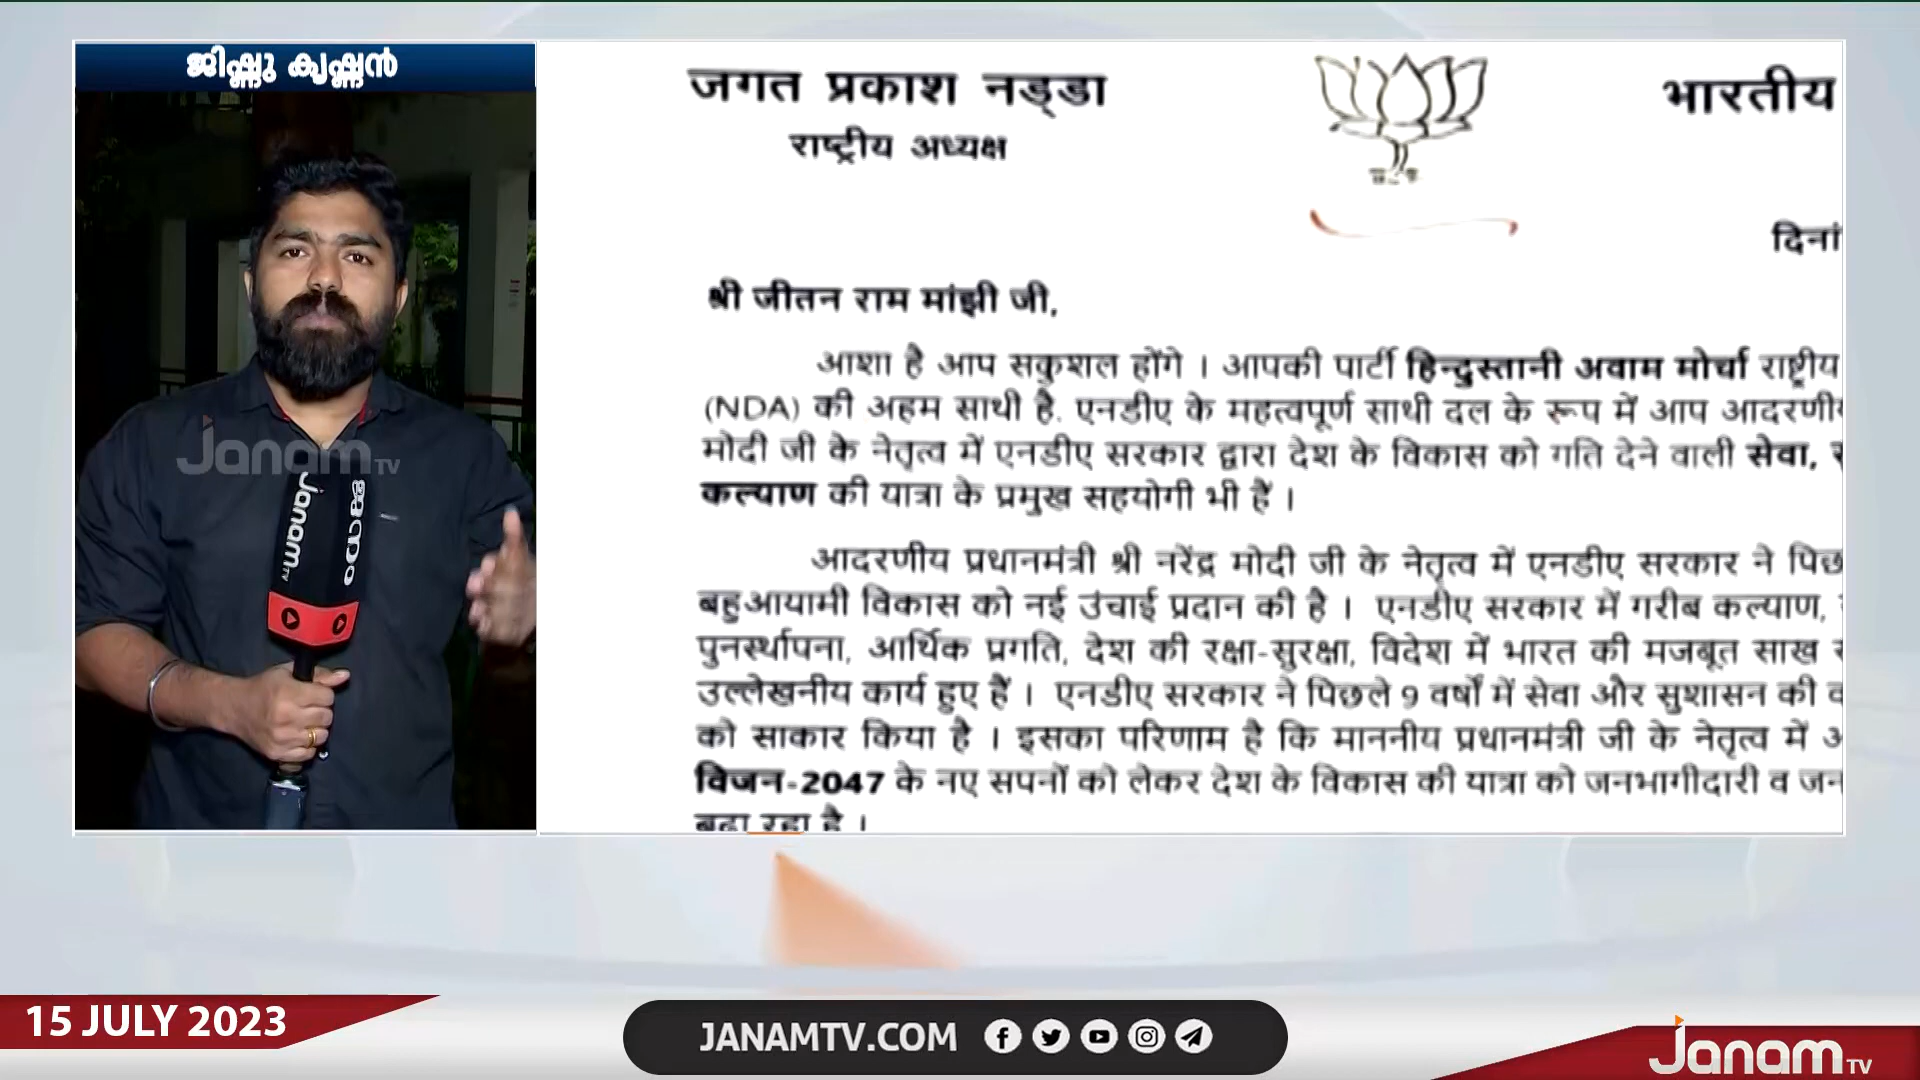 ജിഷ്ണു കൃഷ്ണൻ
Janam TV
Janam TV
ജനം
जगत प्रकाश नड्डा
राष्ट्रीय अध्यक्ष
भारतीय
श्री जीतन राम मांझी जी,
आशा है आप सकुशल होंगे । आपकी पार्टी हिन्दुस्तानी अवाम मोर्चा राष्ट्रीय
(NDA) की अहम साथी है. एनडीए के महत्वपूर्ण साथी दल के रूप में आप
मोदी जी के नेतृत्व में एनडीए सरकार द्वारा देश के विकास को गति देने वाली सेवा,
कल्याण की यात्रा के प्रमुख सहयोगी भी हैं ।
आदरणीय प्रधानमंत्री श्री नरेंद्र मोदी जी के नेतृत्व में एनडीए सरकार ने
बहुआयामी विकास को नई उंचाई प्रदान की है । एनडीए सरकार में गरीब कल्याण,
पुनर्स्थापना, आर्थिक प्रगति, देश की रक्षा-सुरक्षा, विदेश में भारत की मजबूत साख
उल्लेखनीय कार्य हुए हैं । एनडीए सरकार ने पिछले 9 वर्षों में सेवा और सुशासन की
को साकार किया है । इसका परिणाम है कि माननीय प्रधानमंत्री जी के नेतृत्व में
विजन-2047 के नए सपनों को लेकर देश के विकास की यात्रा को जनभागीदारी व
बढ़ा रहा है ।
15 JULY 2023
JANAMTV.COM
Janam TV